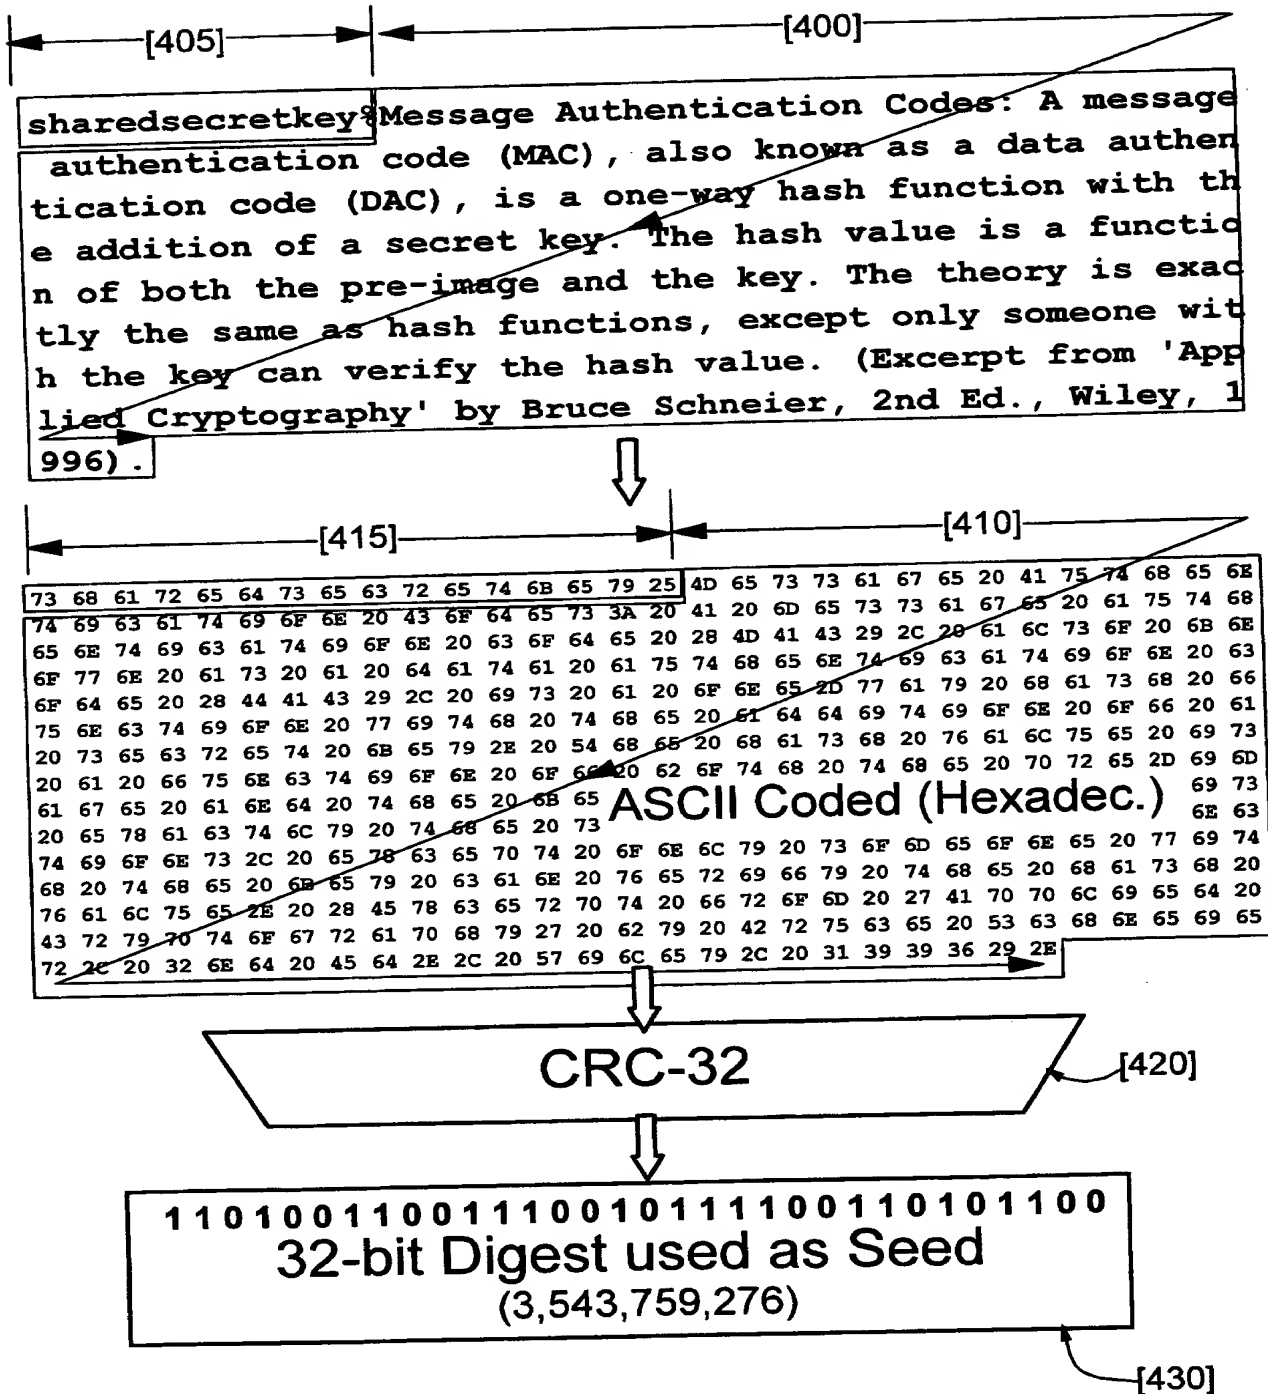 [405] [400]
sharedsecretkey%Message Authentication Codes: A message
authentication code (MAC), also known as a data authen
tication code (DAC), is a one-way hash function with th
e addition of a secret key. The hash value is a functio
n of both the pre-image and the key. The theory is exac
tly the same as hash functions, except only someone wit
h the key can verify the hash value. (Excerpt from 'App
lied Cryptography' by Bruce Schneier, 2nd Ed., Wiley, 1
996).
[415] [410]
73 68 61 72 65 64 73 65 63 72 65 74 6B 65 79 25 4D 65 73 73 61 67 65 20 41 75 74 68 65 6E
74 69 63 61 74 69 6F 6E 20 43 6F 64 65 73 3A 20 41 20 6D 65 73 73 61 67 65 20 61 75 74 68
65 6E 74 69 63 61 74 69 6F 6E 20 63 6F 64 65 20 28 4D 41 43 29 2C 20 61 6C 73 6F 20 6B 6E
6F 77 6E 20 61 73 20 61 20 64 61 74 61 20 61 75 74 68 65 6E 74 69 63 61 74 69 6F 6E 20 63
6F 64 65 20 28 44 41 43 29 2C 20 69 73 20 61 20 6F 6E 65 2D 77 61 79 20 68 61 73 68 20 66
75 6E 63 74 69 6F 6E 20 77 69 74 68 20 74 68 65 20 61 64 64 69 74 69 6F 6E 20 6F 66 20 61
20 73 65 63 72 65 74 20 6B 65 79 2E 20 54 68 65 20 68 61 73 68 20 76 61 6C 75 65 20 69 73
20 61 20 66 75 6E 63 74 69 6F 6E 20 6F 66 20 62 6F 74 68 20 74 68 65 20 70 72 65 2D 69 6D
61 67 65 20 61 6E 64 20 74 68 65 20 6B 65 69 73
ASCII Coded (Hexadec.)
20 65 78 61 63 74 6C 79 20 74 68 65 20 73 6E 63
74 69 6F 6E 73 2C 20 65 78 63 65 70 74 20 6F 6E 6C 79 20 73 6F 6D 65 6F 6E 65 20 77 69 74
68 20 74 68 65 20 6B 65 79 20 63 61 6E 20 76 65 72 69 66 79 20 74 68 65 20 68 61 73 68 20
76 61 6C 75 65 2E 20 28 45 78 63 65 72 70 74 20 66 72 6F 6D 20 27 41 70 70 6C 69 65 64 20
43 72 79 70 74 6F 67 72 61 70 68 79 27 20 62 79 20 42 72 75 63 65 20 53 63 68 6E 65 69 65
72 2C 20 32 6E 64 20 45 64 2E 2C 20 57 69 6C 65 79 2C 20 31 39 39 36 29 2E
CRC-32
[420]
11010011001110010111100110101100
32-bit Digest used as Seed
(3,543,759,276)
[430]